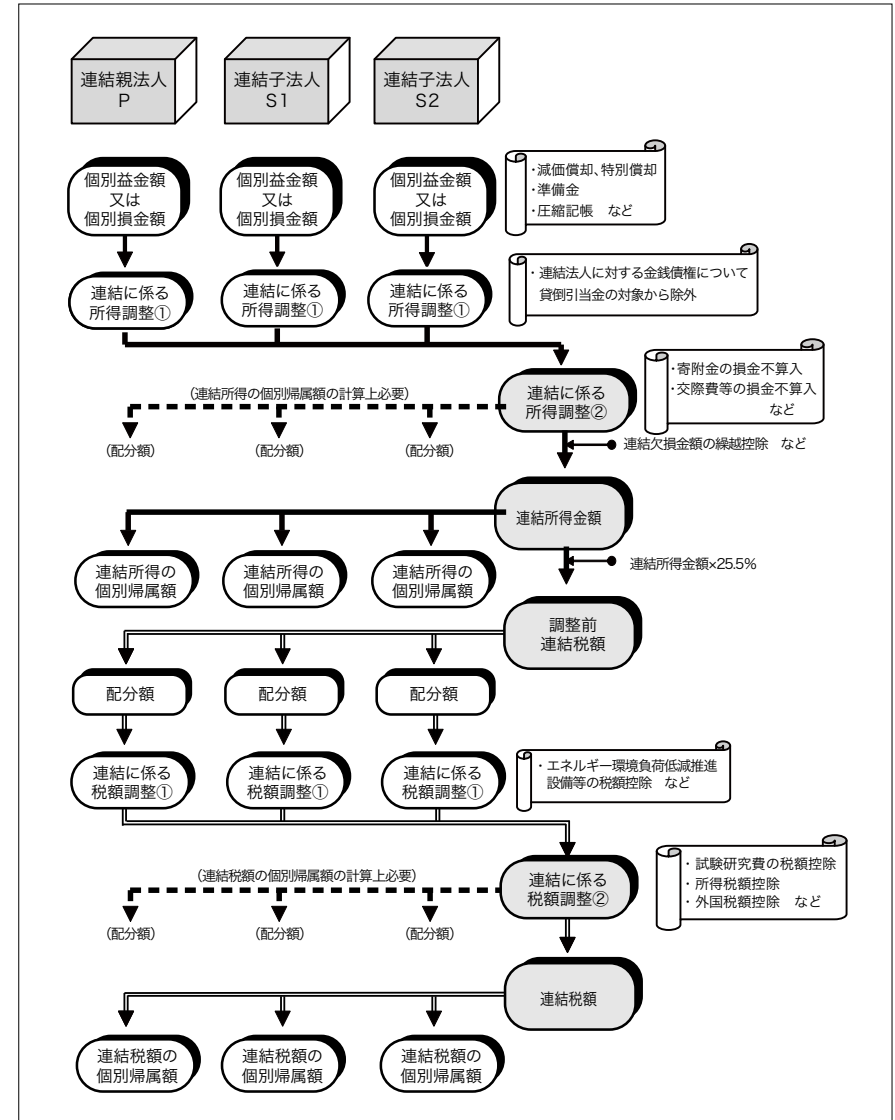 連結親法人
P
連結子法人
S1
連結子法人
S2
個別益金額
又は
個別損金額
個別益金額
又は
個別損金額
個別益金額
又は
個別損金額
・減価償却、特別償却
・準備金
・圧縮記帳　など
連結に係る
所得調整①
連結に係る
所得調整①
連結に係る
所得調整①
・連結法人に対する金銭債権について
貸倒引当金の対象から除外
連結に係る
所得調整②
・寄附金の損金不算入
・交際費等の損金不算入
など
(連結所得の個別帰属額の計算上必要)
(配分額)
(配分額)
(配分額)
連結欠損金額の繰越控除　など
連結所得金額
連結所得金額×25.5%
連結所得の
個別帰属額
連結所得の
個別帰属額
連結所得の
個別帰属額
調整前
連結税額
配分額
配分額
配分額
連結に係る
税額調整①
連結に係る
税額調整①
連結に係る
税額調整①
・エネルギー環境負荷低減推進
設備等の税額控除　など
連結に係る
税額調整②
・試験研究費の税額控除
・所得税額控除
・外国税額控除　など
(連結税額の個別帰属額の計算上必要)
(配分額)
(配分額)
(配分額)
連結税額
連結税額の
個別帰属額
連結税額の
個別帰属額
連結税額の
個別帰属額